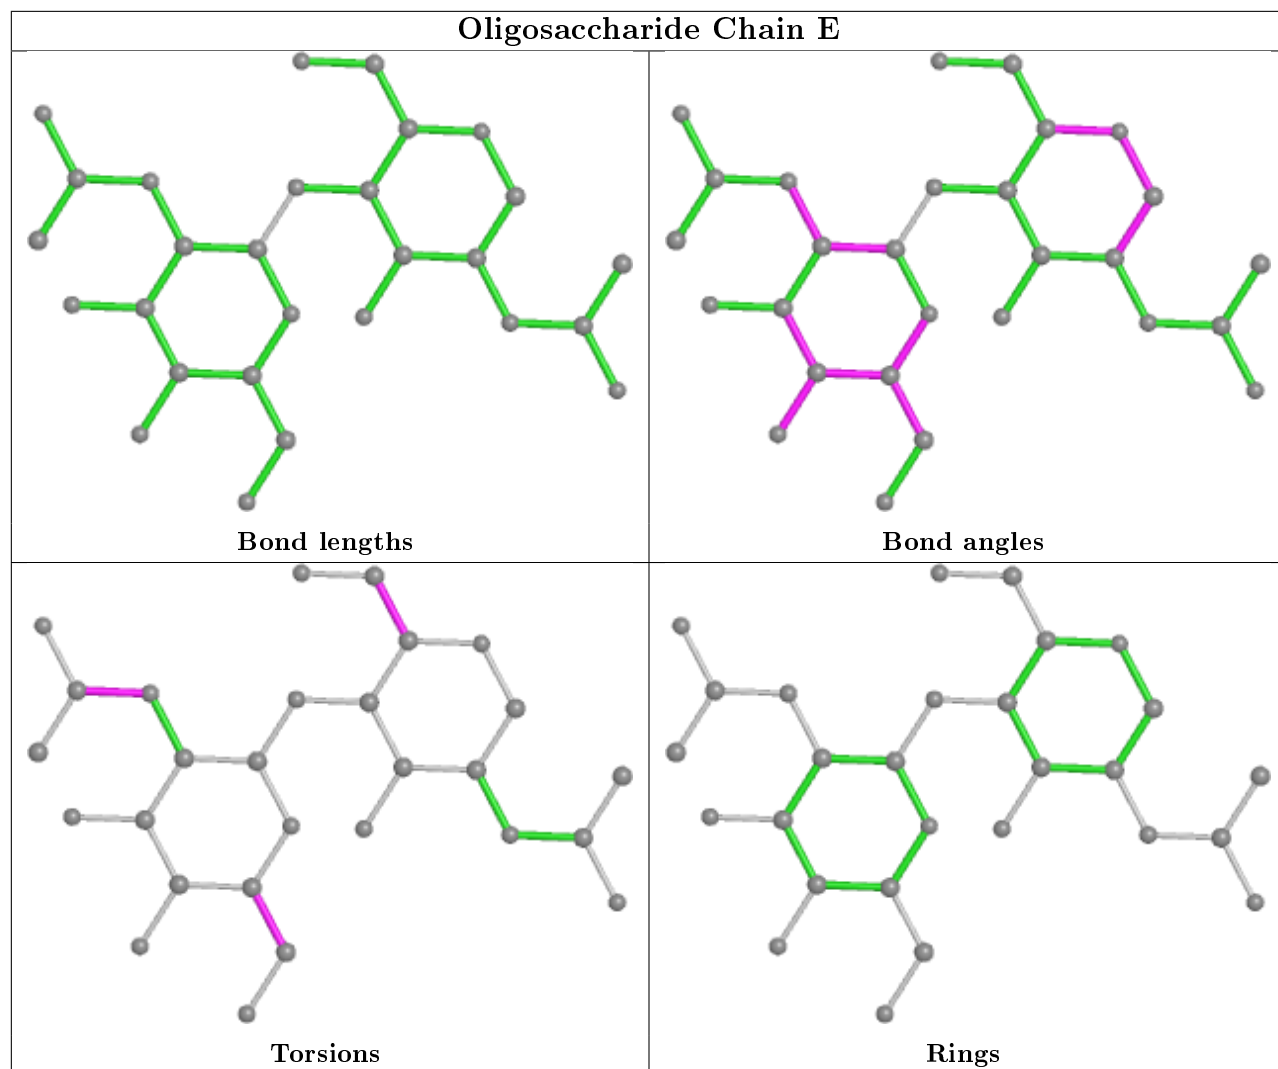 Oligosaccharide Chain E
Bond lengths
Bond angles
Torsions
Rings